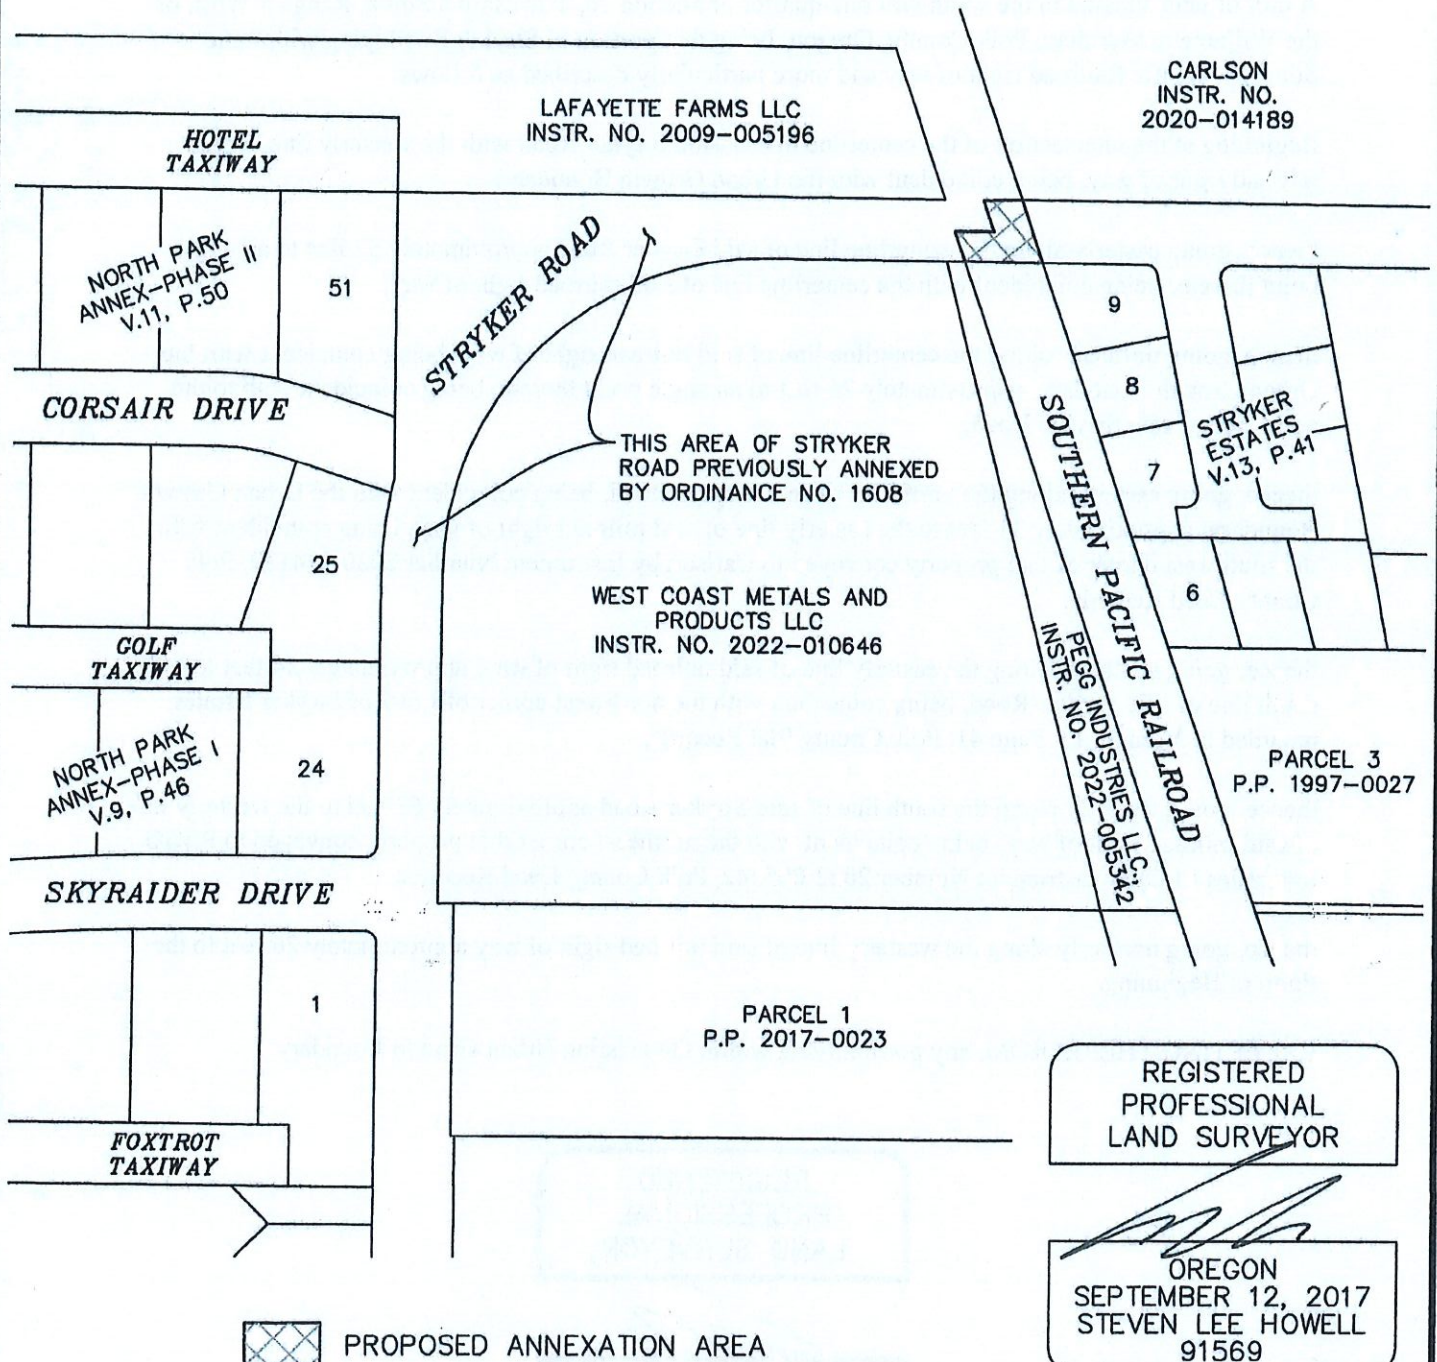 CARLSON
INSTR. NO.
2020-014189
LAFAYETTE FARMS LLC
INSTR. NO. 2009-005196
HOTEL
TAXIWAY
NORTH PARK
ANNEX-PHASE II
V.11, P.50
51
STRYKER ROAD
9
8
7
6
CORSAIR DRIVE
STRYKER
ESTATES
V.13, P.41
THIS AREA OF STRYKER
ROAD PREVIOUSLY ANNEXED
BY ORDINANCE NO. 1608
SOUTHERN PACIFIC RAILROAD
25
WEST COAST METALS AND
PRODUCTS LLC
INSTR. NO. 2022-010646
GOLF
TAXIWAY
PEGG INDUSTRIES LLC
INSTR. NO. 2022-005342
NORTH PARK
ANNEX-PHASE I
V.9, P.46
24
PARCEL 3
P.P. 1997-0027
SKYRAIDER DRIVE
1
PARCEL 1
P.P. 2017-0023
FOXTROT
TAXIWAY
REGISTERED
PROFESSIONAL
LAND SURVEYOR
OREGON
SEPTEMBER 12, 2017
STEVEN LEE HOWELL
91569
PROPOSED ANNEXATION AREA